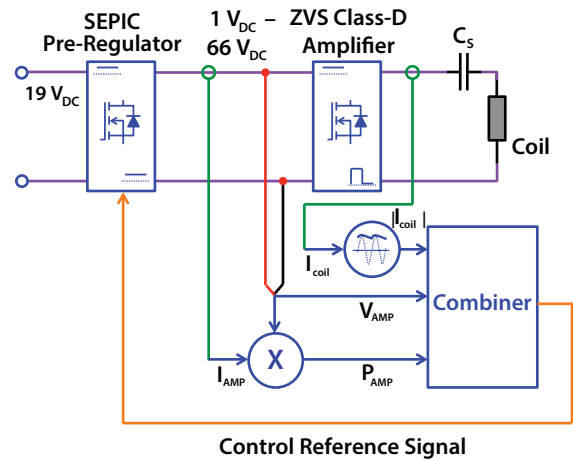 SEPIC
Pre-Regulator
1 VDC –
66 VDC
ZVS Class-D
Amplifier
CS
19 VDC
Coil
|Icoil|
Icoil
Combiner
VAMP
X
IAMP
PAMP
Control Reference Signal